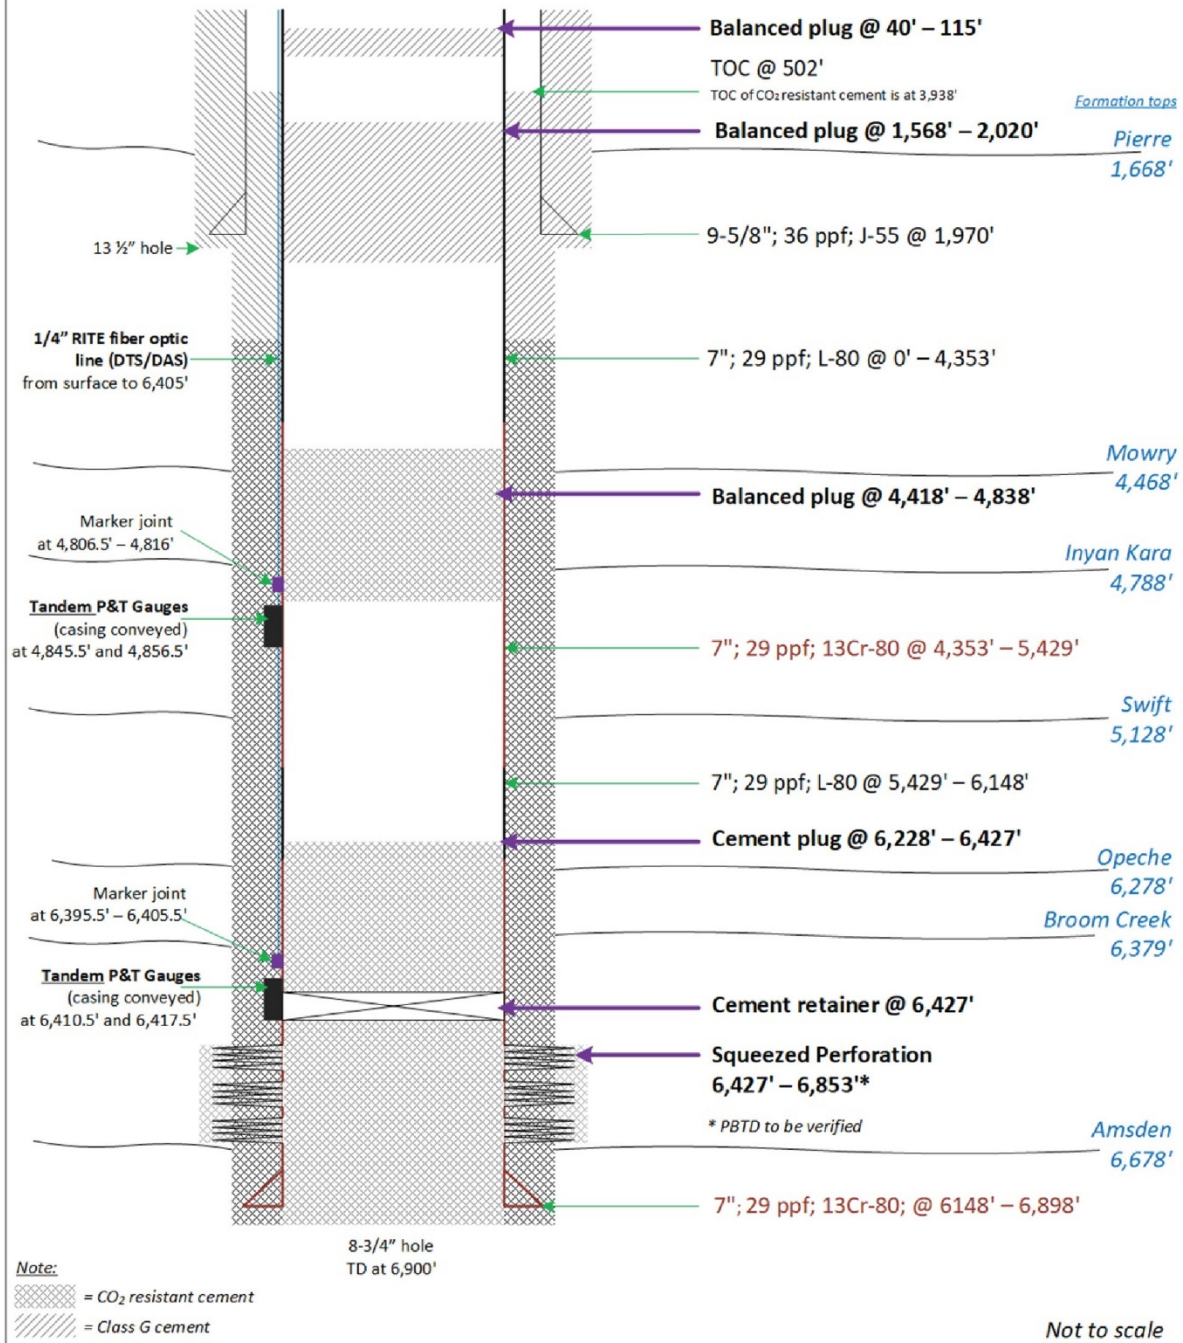 Balanced plug @ 40' – 115'
TOC @ 502'
TOC of CO₂ resistant cement is at 3,938'
Formation tops
Balanced plug @ 1,568' – 2,020'
Pierre
1,668'
9-5/8"; 36 ppf; J-55 @ 1,970'
13 ½" hole
1/4" RITE fiber optic
line (DTS/DAS)
from surface to 6,405'
7"; 29 ppf; L-80 @ 0' – 4,353'
Mowry
4,468'
Balanced plug @ 4,418' – 4,838'
Marker joint
at 4,806.5' – 4,816'
Inyan Kara
4,788'
Tandem P&T Gauges
(casing conveyed)
at 4,845.5' and 4,856.5'
7"; 29 ppf; 13Cr-80 @ 4,353' – 5,429'
Swift
5,128'
7"; 29 ppf; L-80 @ 5,429' – 6,148'
Cement plug @ 6,228' – 6,427'
Opeche
6,278'
Marker joint
at 6,395.5' – 6,405.5'
Broom Creek
6,379'
Tandem P&T Gauges
(casing conveyed)
at 6,410.5' and 6,417.5'
Cement retainer @ 6,427'
Squeezed Perforation
6,427' – 6,853'*
* PBTD to be verified
Amsden
6,678'
7"; 29 ppf; 13Cr-80; @ 6148' – 6,898'
8-3/4" hole
TD at 6,900'
Note:
= CO₂ resistant cement
= Class G cement
Not to scale